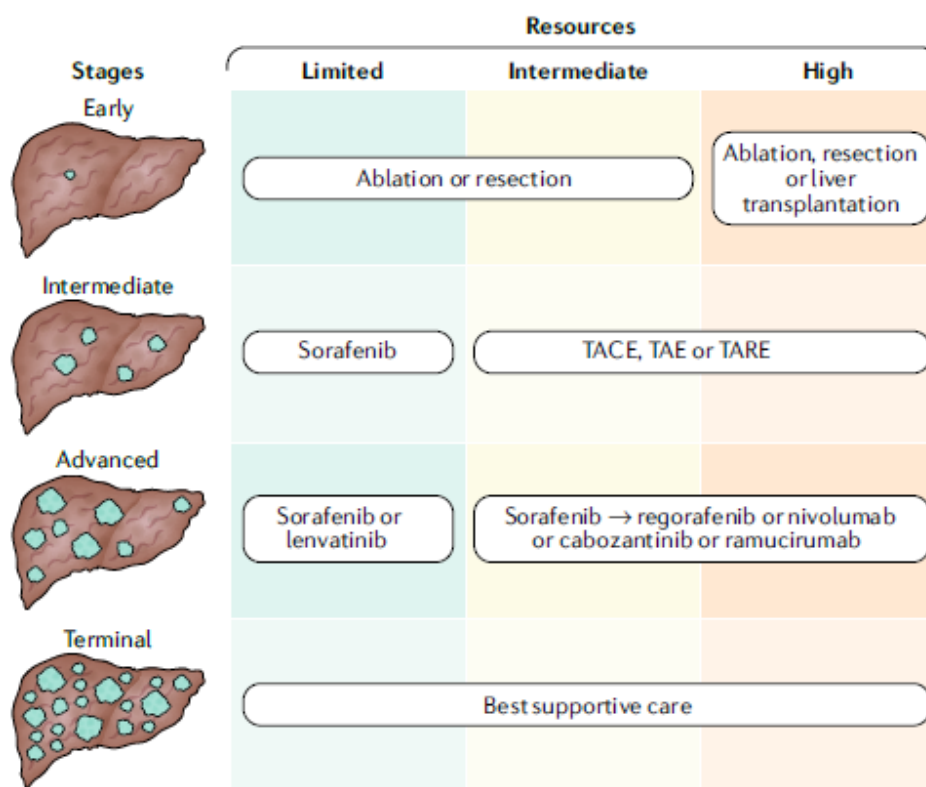 Resources
Stages
Limited
Intermediate
High
Early
Ablation or resection
Ablation, resection
or liver
transplantation
Intermediate
Sorafenib
TACE, TAE or TARE
Advanced
Sorafenib or
lenvatinib
Sorafenib → regorafenib or nivolumab
or cabozantinib or ramucirumab
Terminal
Best supportive care